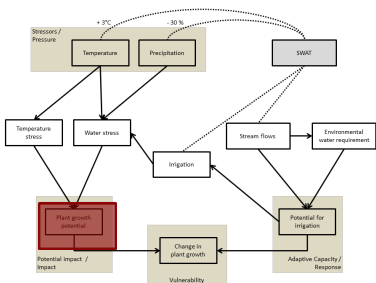 + 3°C
- 30 %
Stressors /
Pressure
Temperature
Precipitation
SWAT
Temperature
stress
Water stress
Stream flows
Environmental
water requirement
Irrigation
Plant growth
potential
Potential for
irrigation
Change in
plant growth
Potential impact /
Impact
Adaptive Capacity /
Response
Vulnerability